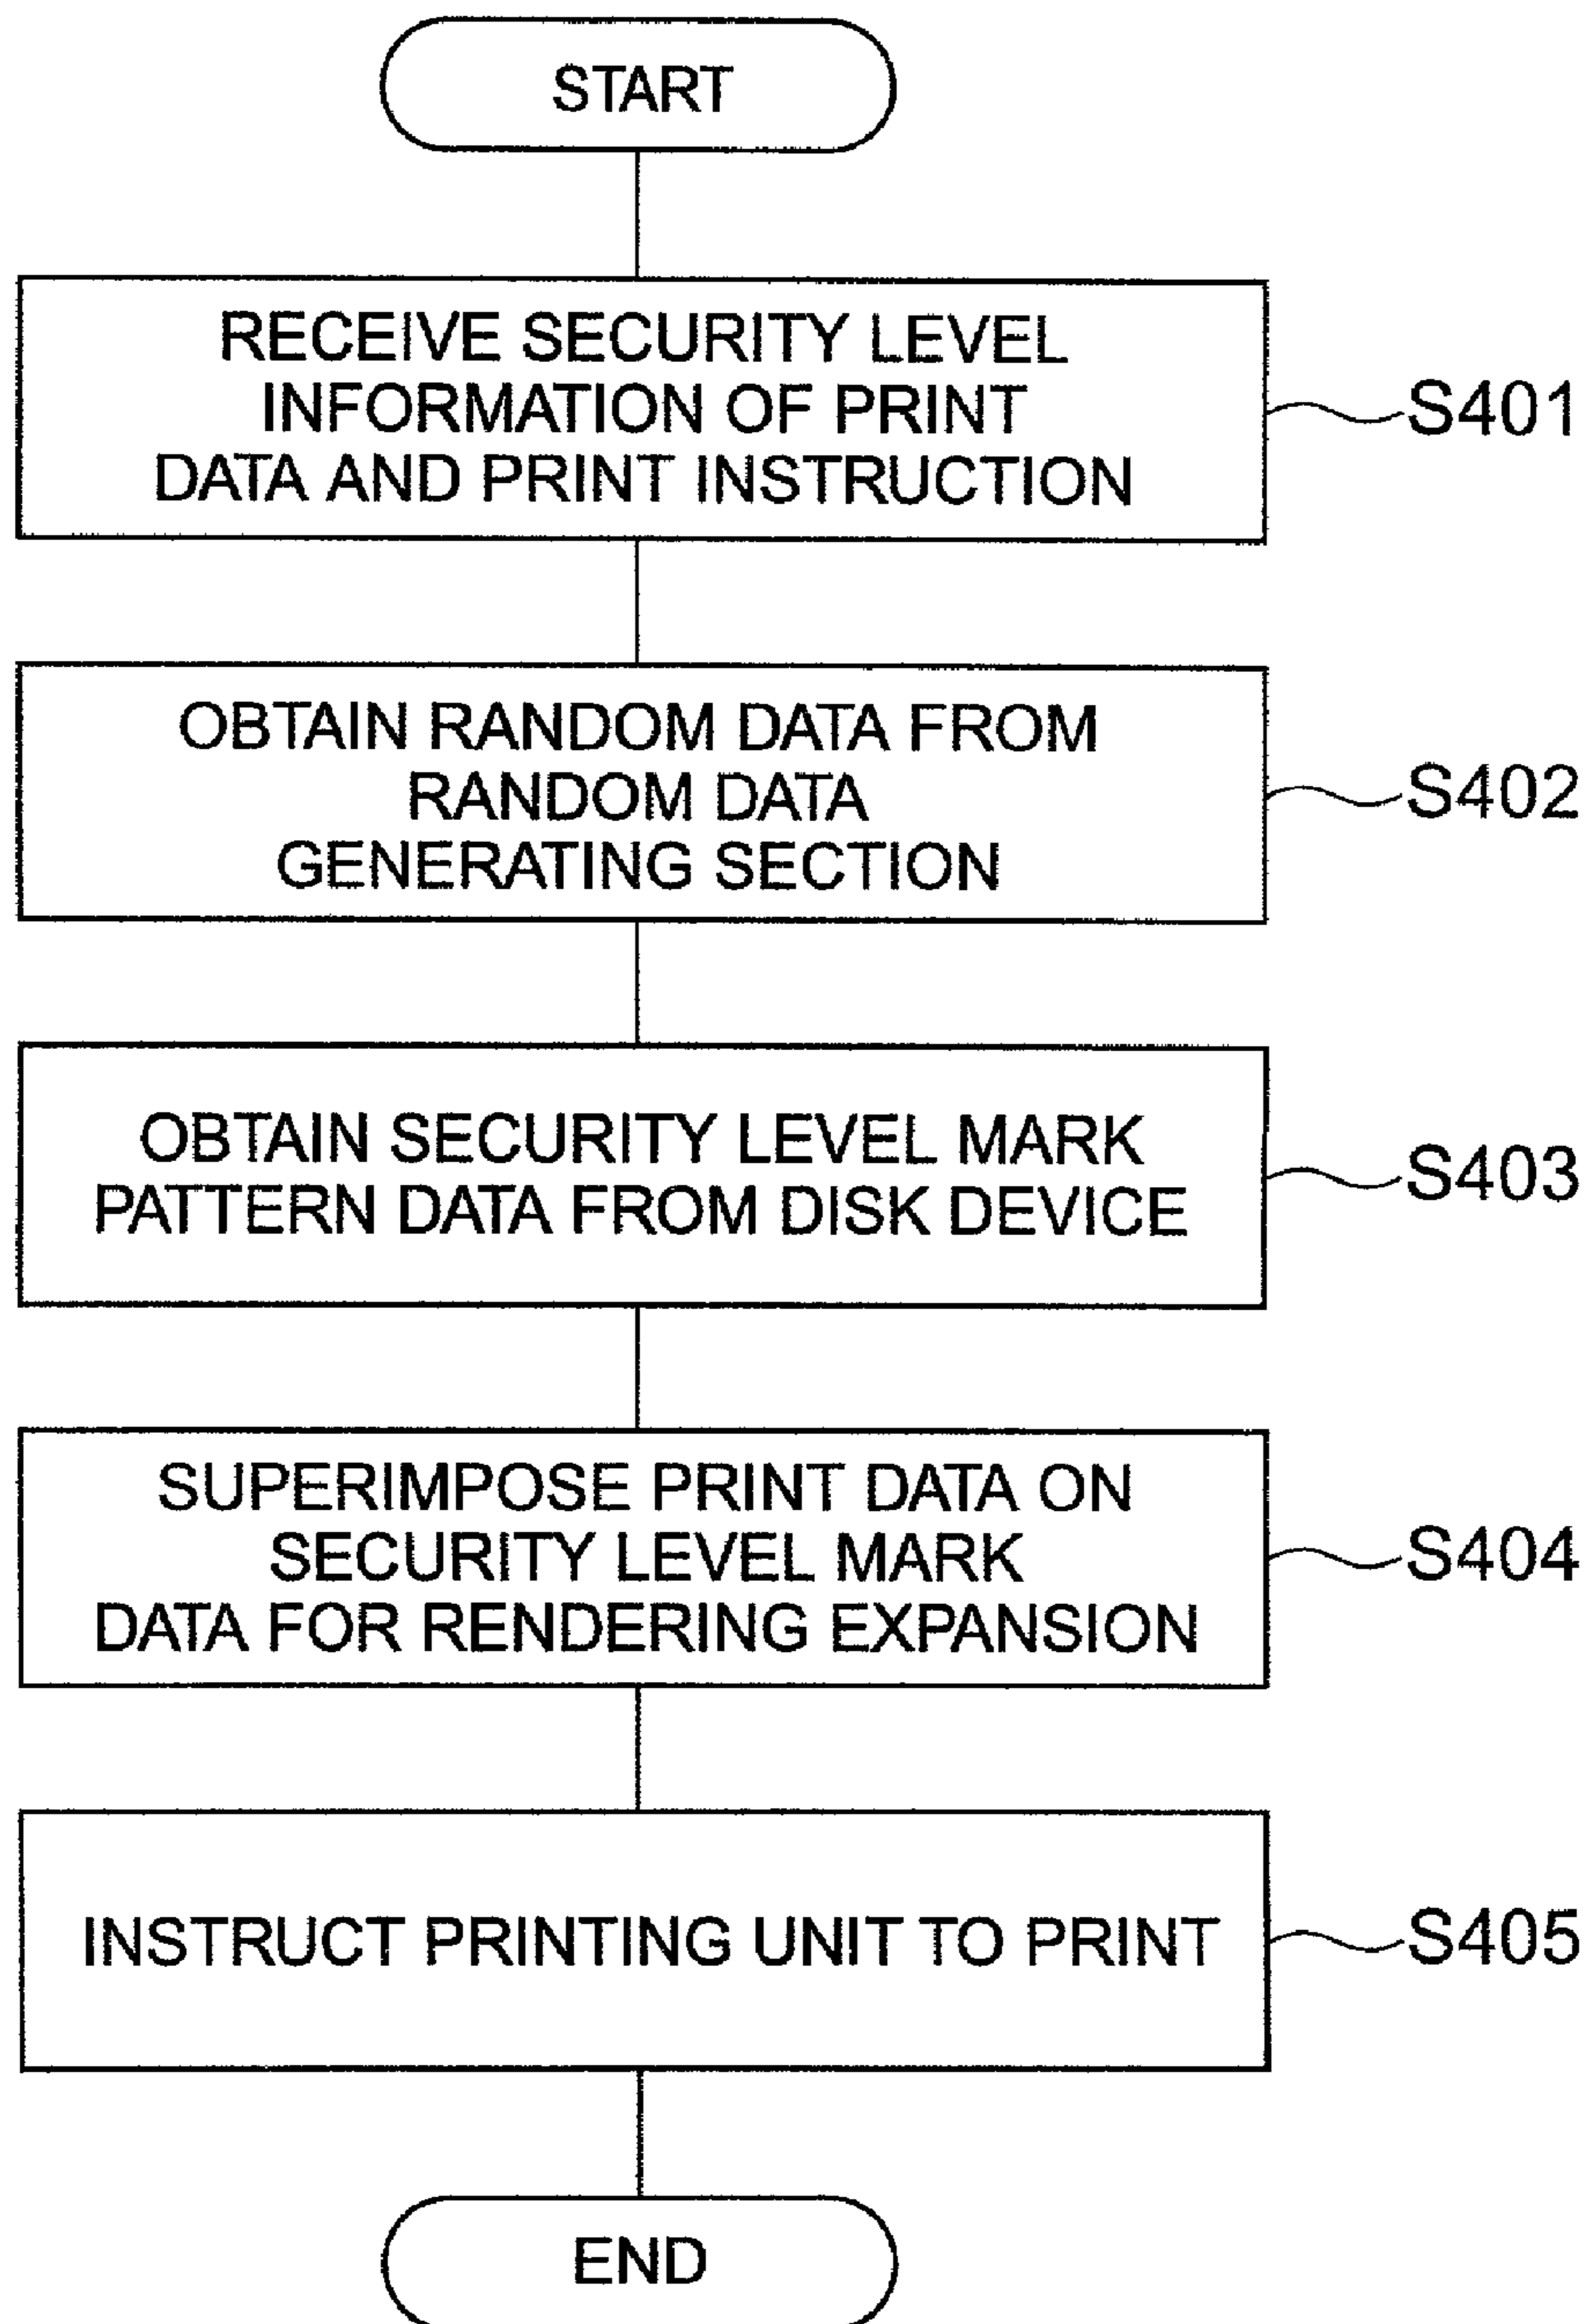 START
RECEIVE SECURITY LEVEL
INFORMATION OF PRINT
DATA AND PRINT INSTRUCTION
S401
OBTAIN RANDOM DATA FROM
RANDOM DATA
GENERATING SECTION
S402
OBTAIN SECURITY LEVEL MARK
PATTERN DATA FROM DISK DEVICE
S403
SUPERIMPOSE PRINT DATA ON
SECURITY LEVEL MARK
DATA FOR RENDERING EXPANSION
S404
INSTRUCT PRINTING UNIT TO PRINT
S405
END